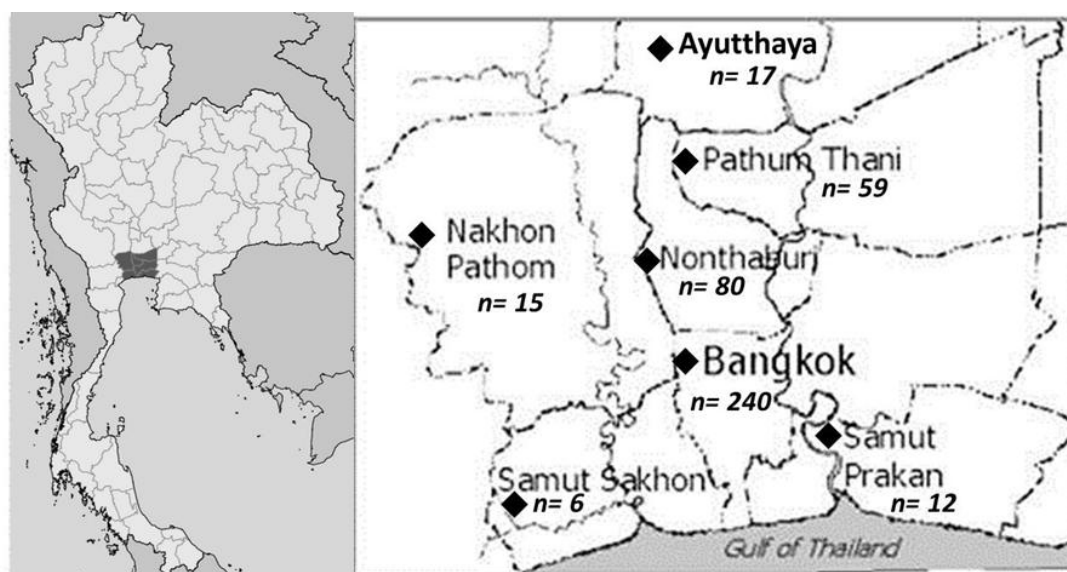 Ayutthaya
n= 17
Pathum Thani
n= 59
Nakhon
Pathom
n= 15
Nonthaburi
n= 80
Bangkok
n= 240
Samut
Prakan
n= 12
Samut Sakhon
n= 6
Gulf of Thailand